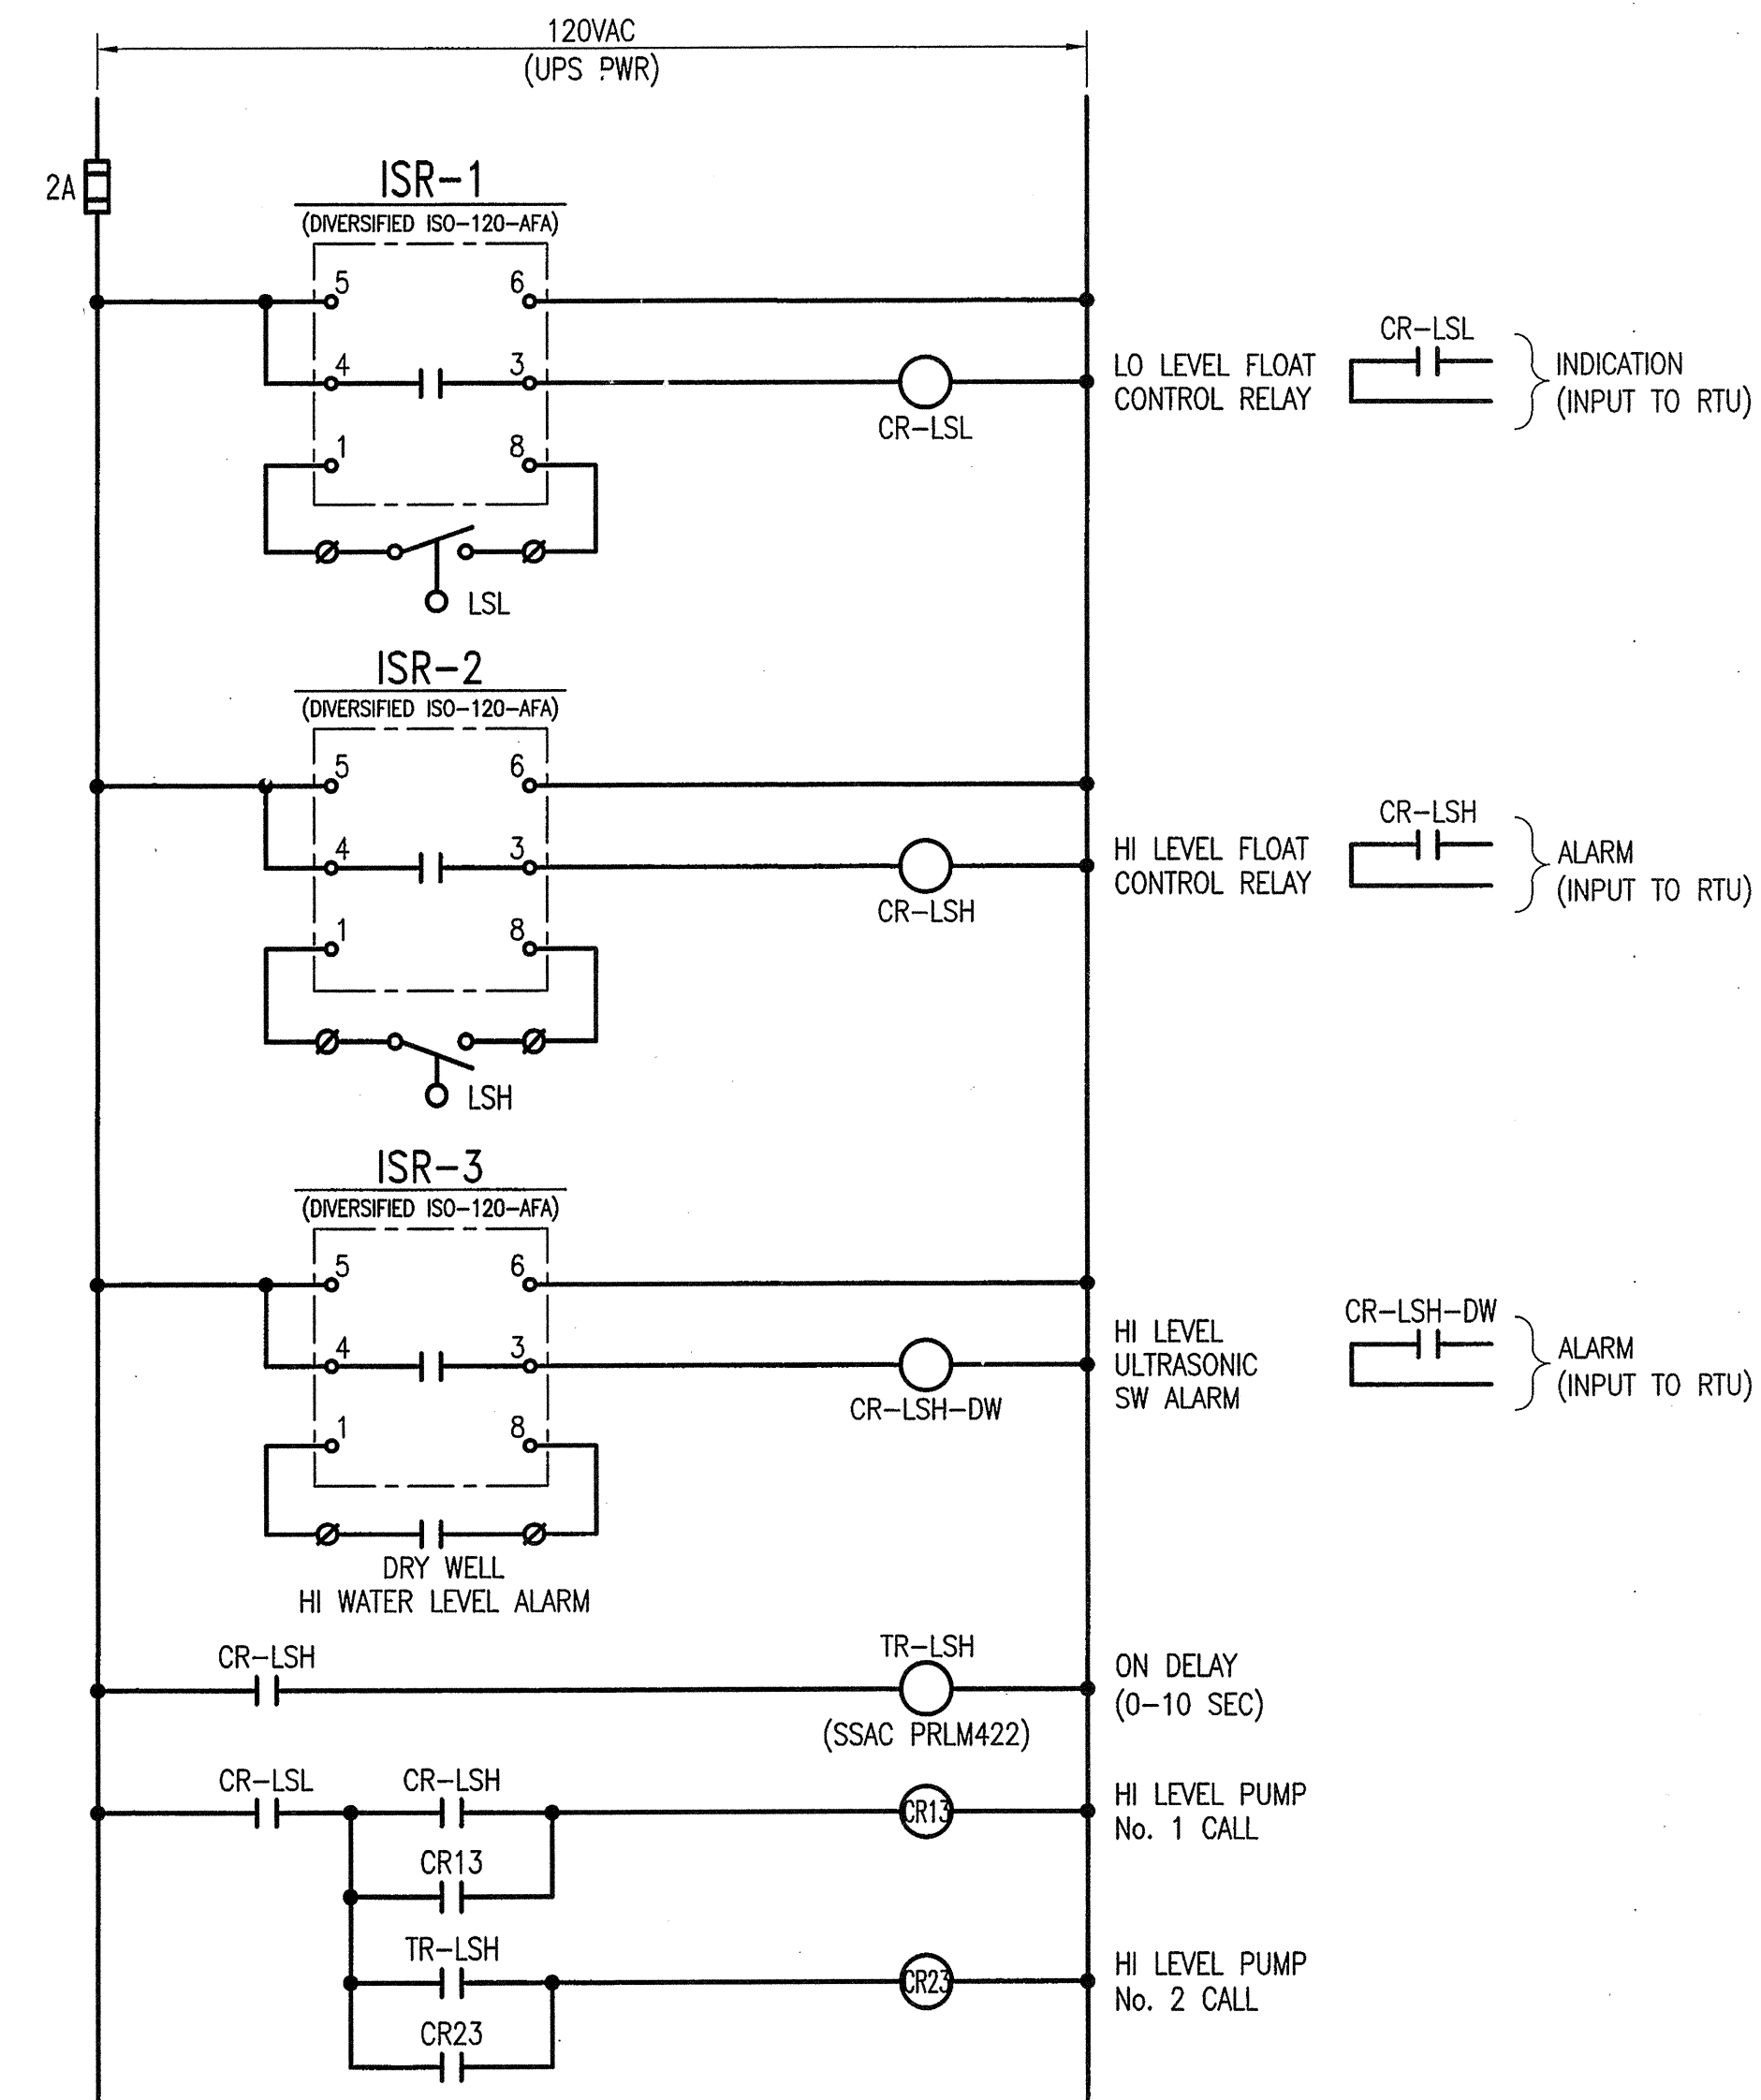 120VAC
(UPS PWR)
2A
ISR-1
(DIVERSIFIED ISO-120-AFA)
5 6
4 3
CR-LSL
LO LEVEL FLOAT
CONTROL RELAY
CR-LSL
INDICATION
(INPUT TO RTU)
1 8
LSL
ISR-2
(DIVERSIFIED ISO-120-AFA)
5 6
4 3
CR-LSH
HI LEVEL FLOAT
CONTROL RELAY
CR-LSH
ALARM
(INPUT TO RTU)
1 8
LSH
ISR-3
(DIVERSIFIED ISO-120-AFA)
5 6
4 3
CR-LSH-DW
HI LEVEL
ULTRASONIC
SW ALARM
CR-LSH-DW
ALARM
(INPUT TO RTU)
1 8
DRY WELL
HI WATER LEVEL ALARM
CR-LSH
TR-LSH
(SSAC PRLM422)
ON DELAY
(0-10 SEC)
CR-LSL
CR-LSH
CR13
HI LEVEL PUMP
No. 1 CALL
CR13
TR-LSH
CR23
HI LEVEL PUMP
No. 2 CALL
CR23